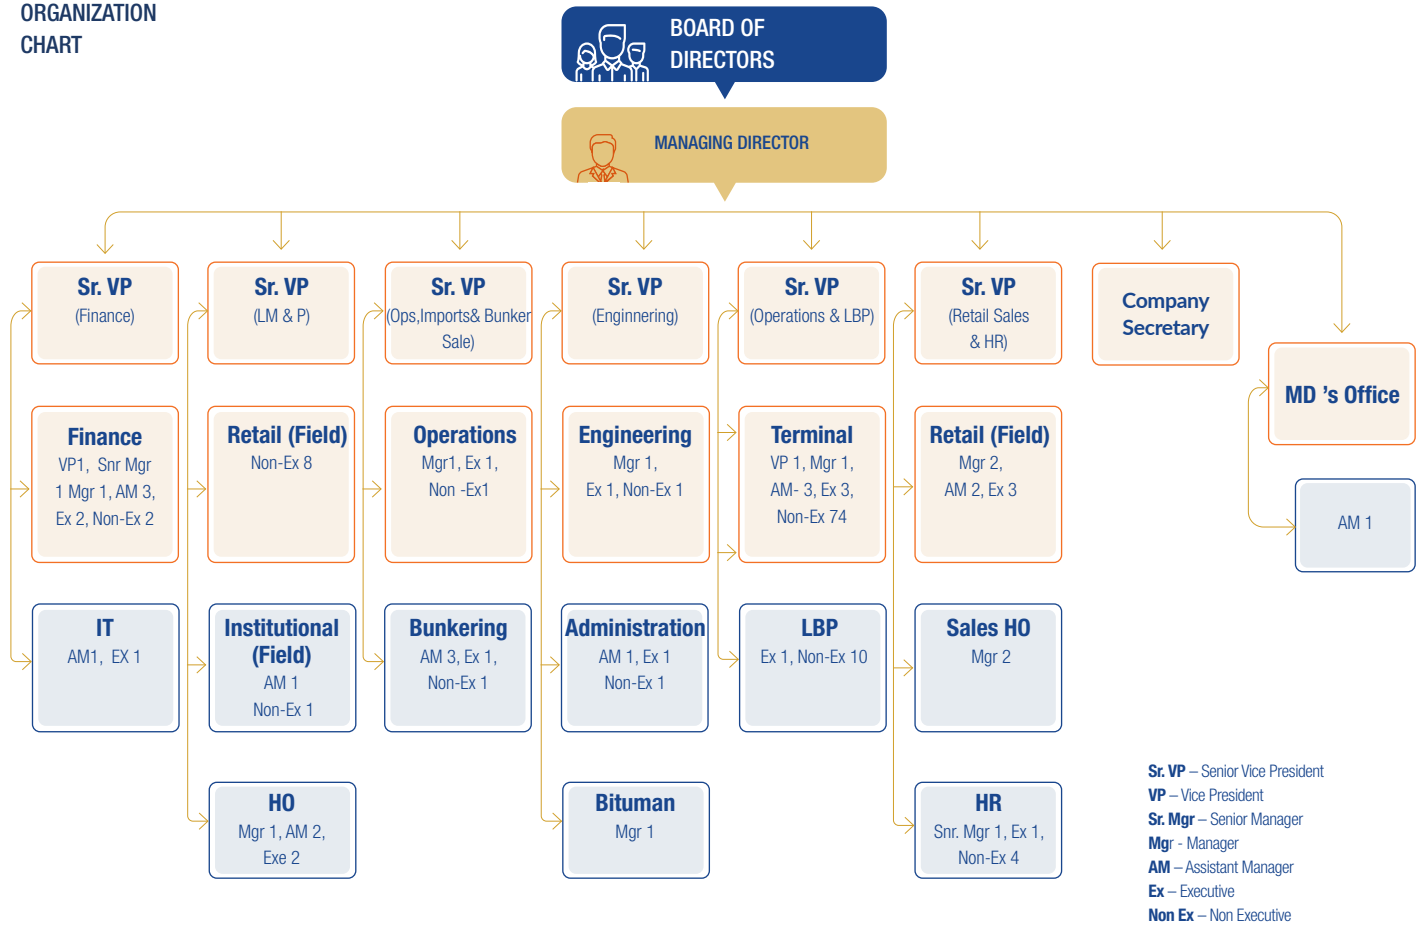 ORGANIZATION
CHART
BOARD OF
DIRECTORS
MANAGING DIRECTOR
Sr. VP
(Finance)
Sr. VP
(LM & P)
Sr. VP
(Ops,Imports& Bunker
Sale)
Sr. VP
(Enginnering)
Sr. VP
(Operations & LBP)
Sr. VP
(Retail Sales
& HR)
Company
Secretary
MD 's Office
Finance
VP1, Snr Mgr
1 Mgr 1, AM 3,
Ex 2, Non-Ex 2
Retail (Field)
Non-Ex 8
Operations
Mgr1, Ex 1,
Non -Ex1
Engineering
Mgr 1,
Ex 1, Non-Ex 1
Terminal
VP 1, Mgr 1,
AM- 3, Ex 3,
Non-Ex 74
Retail (Field)
Mgr 2,
AM 2, Ex 3
AM 1
IT
AM1, EX 1
Institutional
(Field)
AM 1
Non-Ex 1
Bunkering
AM 3, Ex 1,
Non-Ex 1
Administration
AM 1, Ex 1
Non-Ex 1
LBP
Ex 1, Non-Ex 10
Sales HO
Mgr 2
HO
Mgr 1, AM 2,
Exe 2
Bituman
Mgr 1
HR
Snr. Mgr 1, Ex 1,
Non-Ex 4
Sr. VP – Senior Vice President
VP – Vice President
Sr. Mgr – Senior Manager
Mgr - Manager
AM – Assistant Manager
Ex – Executive
Non Ex – Non Executive